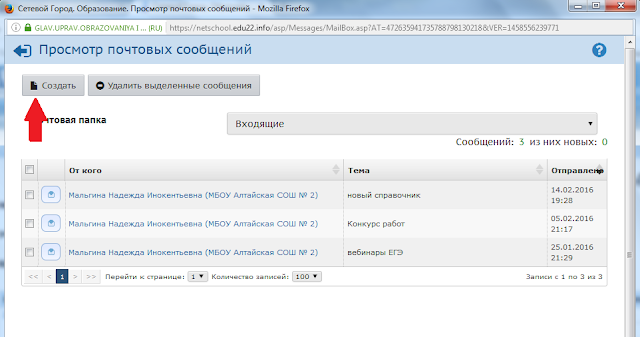 Сетевой Город. Образование. Просмотр почтовых сообщений - Mozilla Firefox
GLAV.UPRAV.OBRAZOVANIYA I ... (RU) https://netschool.edu22.info/asp/Messages/MailBox.asp?AT=472635941735788798130218&VER=1458556239771
Просмотр почтовых сообщений ?
Создать Удалить выделенные сообщения
чтовая папка Входящие
Сообщений: 3 из них новых: 0
От кого Тема Отправлено
Мальгина Надежда Инокентьевна (МБОУ Алтайская СОШ № 2) новый справочник 14.02.2016
19:28
Мальгина Надежда Инокентьевна (МБОУ Алтайская СОШ № 2) Конкурс работ 05.02.2016
21:17
Мальгина Надежда Инокентьевна (МБОУ Алтайская СОШ № 2) вебинары ЕГЭ 25.01.2016
21:29
<< < 1 > >> Перейти к странице: 1 Количество записей: 100 Записи с 1 по 3 из 3